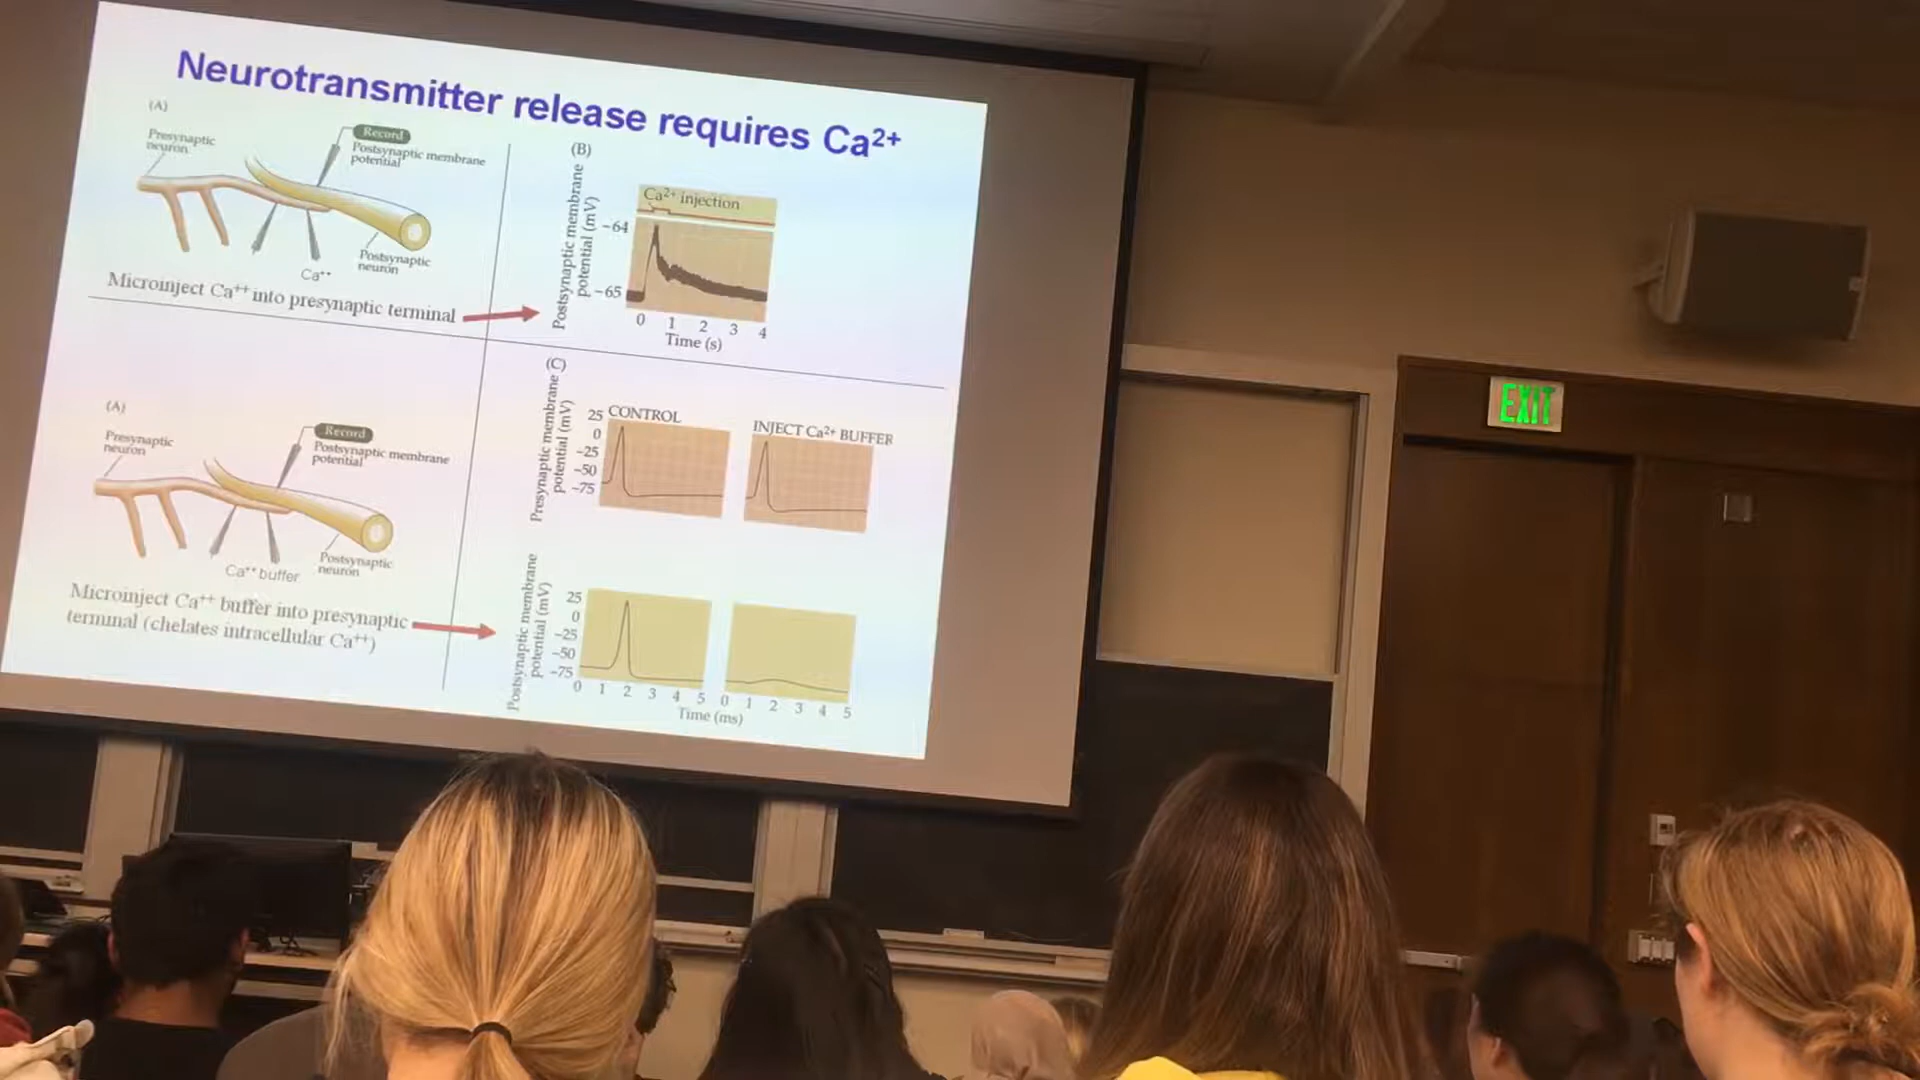 Neurotransmitter release requires Ca²⁺
(A)
Presynaptic
neuron
Record
Postsynaptic membrane
potential
Postsynaptic
neuron
Ca⁺⁺
Microinject Ca⁺⁺ into presynaptic terminal
(B)
Postsynaptic membrane
potential (mV)
Ca²⁺ injection
−64
−65
0 1 2 3 4
Time (s)
(A)
Presynaptic
neuron
Record
Postsynaptic membrane
potential
Postsynaptic
neuron
Ca⁺⁺ buffer
Microinject Ca⁺⁺ buffer into presynaptic
terminal (chelates intracellular Ca⁺⁺)
(C)
Presynaptic membrane
potential (mV)
CONTROL
INJECT Ca²⁺ BUFFER
25
0
−25
−50
−75
Postsynaptic membrane
potential (mV)
25
0
−25
−50
−75
0 1 2 3 4 5 0 1 2 3 4 5
Time (ms)
EXIT